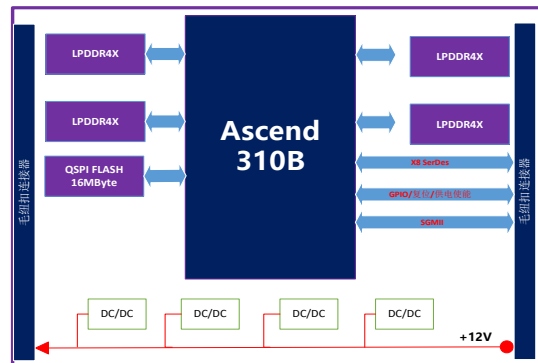 LPDDR4X
LPDDR4X
LPDDR4X
Ascend
310B
LPDDR4X
QSPI FLASH
16MByte
X8 SerDes
GPIO/复位/供电使能
SGMII
毛纽扣连接器
毛纽扣连接器
DC/DC
DC/DC
DC/DC
DC/DC
+12V